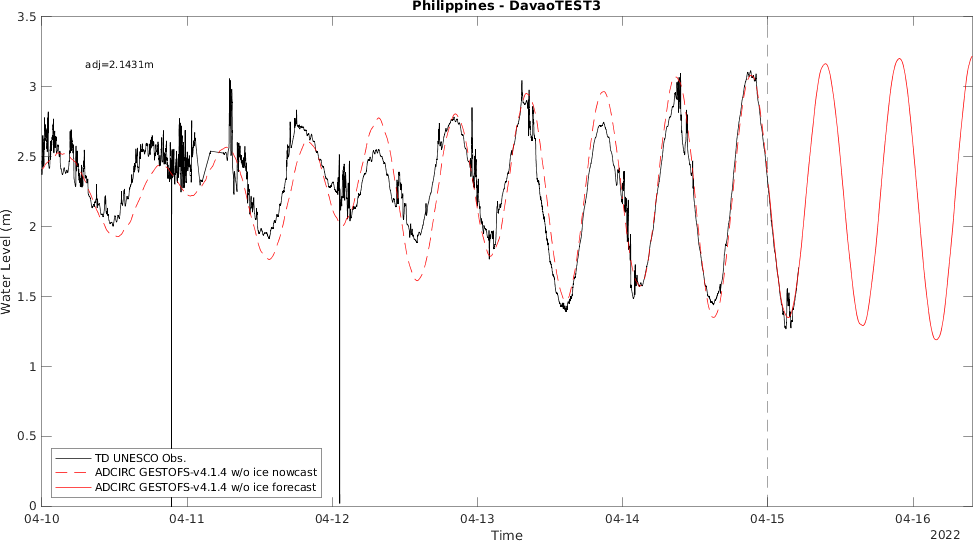 Philippines - DavaoTEST3
3.5
adj=2.1431m
3
2.5
2
1.5
1
0.5
0
Water Level (m)
TD UNESCO Obs.
ADCIRC GESTOFS-v4.1.4 w/o ice nowcast
ADCIRC GESTOFS-v4.1.4 w/o ice forecast
04-10 04-11 04-12 04-13 04-14 04-15 04-16
Time
2022